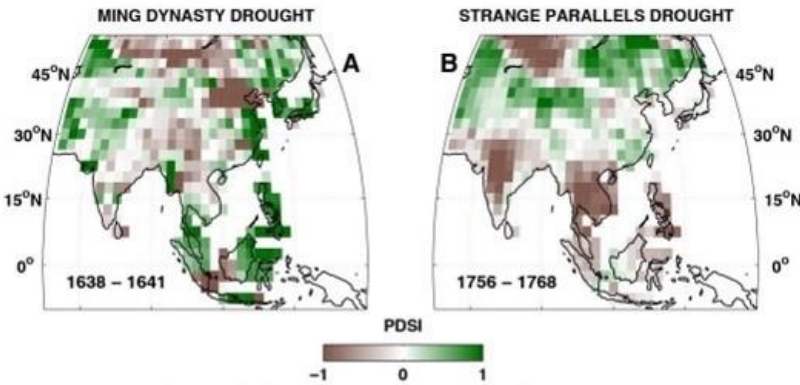 MING DYNASTY DROUGHT
STRANGE PARALLELS DROUGHT
A
B
45°N
45°N
30°N
30°N
15°N
15°N
0°
0°
1638 – 1641
1756 – 1768
PDSI
−1 0 1